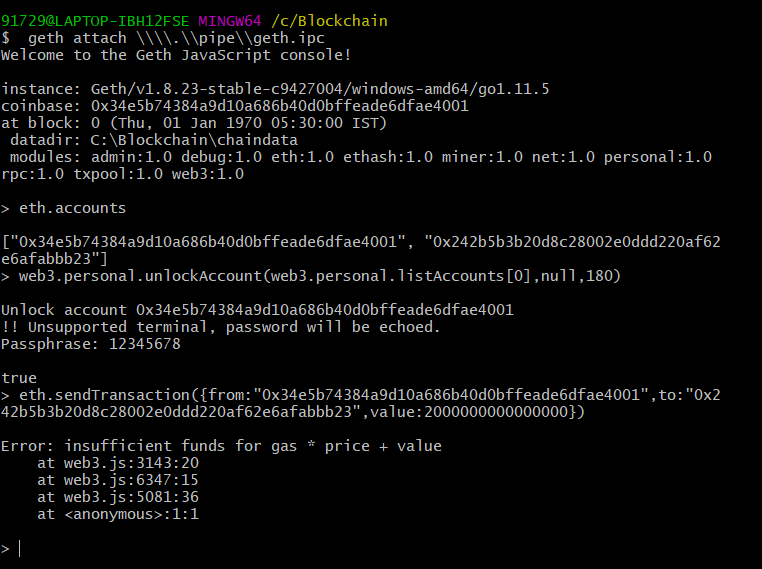 91729@LAPTOP-IBH12FSE MINGW64 /c/Blockchain
$  geth attach \\\\.\\pipe\\geth.ipc
Welcome to the Geth JavaScript console!
instance: Geth/v1.8.23-stable-c9427004/windows-amd64/go1.11.5
coinbase: 0x34e5b74384a9d10a686b40d0bffeade6dfae4001
at block: 0 (Thu, 01 Jan 1970 05:30:00 IST)
 datadir: C:\Blockchain\chaindata
 modules: admin:1.0 debug:1.0 eth:1.0 ethash:1.0 miner:1.0 net:1.0 personal:1.0
rpc:1.0 txpool:1.0 web3:1.0
> eth.accounts
["0x34e5b74384a9d10a686b40d0bffeade6dfae4001", "0x242b5b3b20d8c28002e0ddd220af62
e6afabbb23"]
> web3.personal.unlockAccount(web3.personal.listAccounts[0],null,180)
Unlock account 0x34e5b74384a9d10a686b40d0bffeade6dfae4001
!! Unsupported terminal, password will be echoed.
Passphrase: 12345678
true
> eth.sendTransaction({from:"0x34e5b74384a9d10a686b40d0bffeade6dfae4001",to:"0x2
42b5b3b20d8c28002e0ddd220af62e6afabbb23",value:2000000000000000})
Error: insufficient funds for gas * price + value
    at web3.js:3143:20
    at web3.js:6347:15
    at web3.js:5081:36
    at <anonymous>:1:1
>